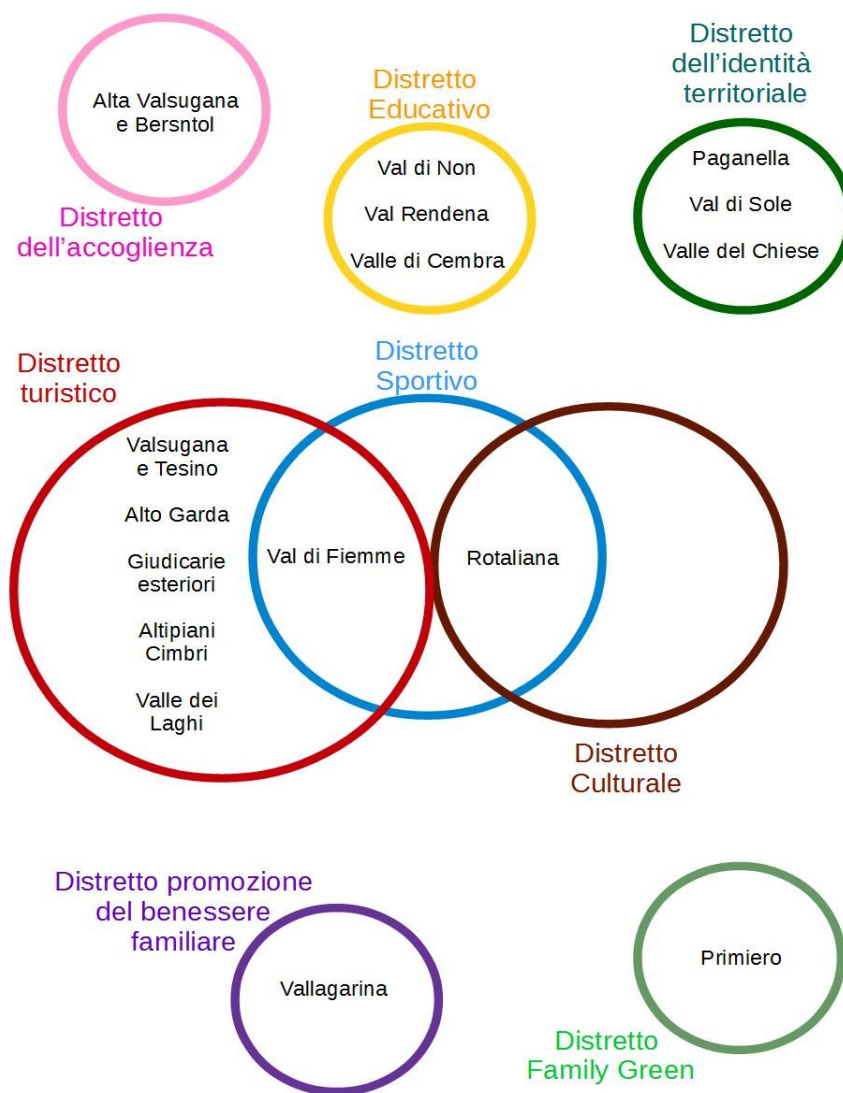 Alta Valsugana
e Bersntol
Distretto
dell'accoglienza
Distretto
Educativo
Val di Non
Val Rendena
Valle di Cembra
Distretto
dell'identità
territoriale
Paganella
Val di Sole
Valle del Chiese
Distretto
turistico
Valsugana
e Tesino
Alto Garda
Giudicarie
esteriori
Altipiani
Cimbri
Valle dei
Laghi
Distretto
Sportivo
Val di Fiemme
Rotaliana
Distretto
Culturale
Distretto promozione
del benessere
familiare
Vallagarina
Primiero
Distretto
Family Green